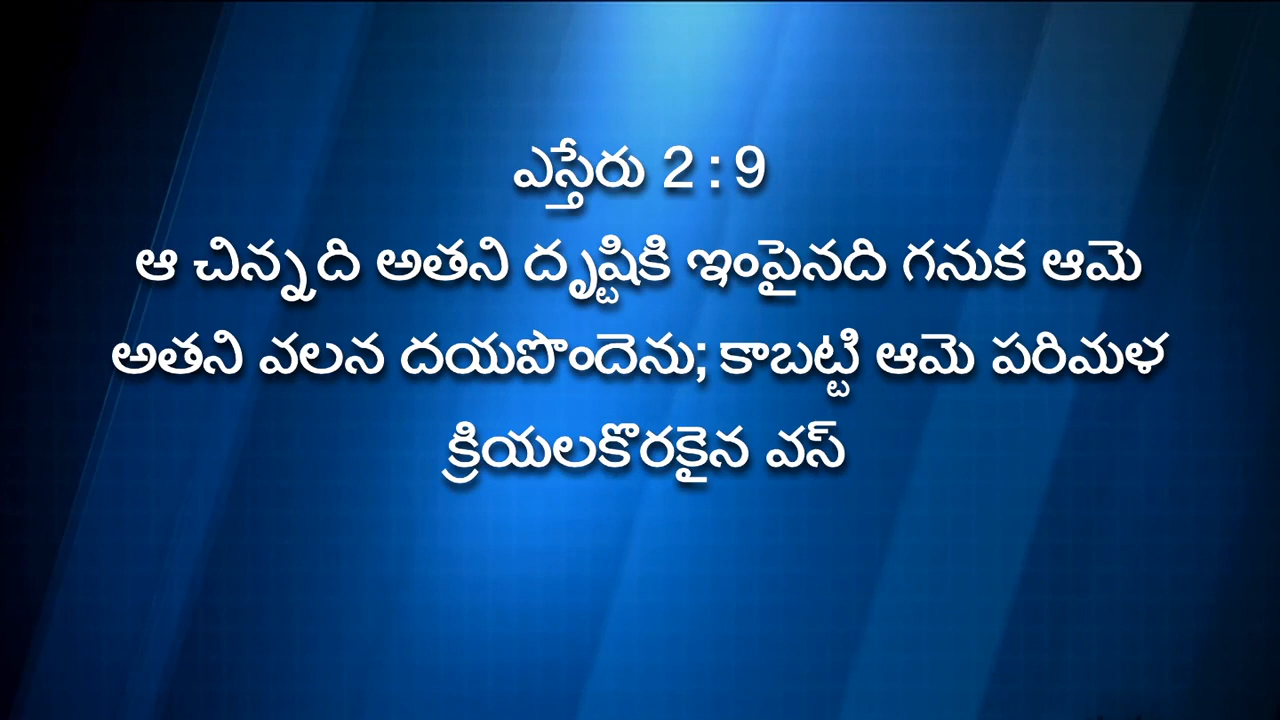 ఎస్తేరు 2 : 9
ఆ చిన్నది అతని దృష్టికి ఇంపైనది గనుక ఆమె
అతని వలన దయపొందెను; కాబట్టి ఆమె పరిమళ
క్రియలకొరకైన వస్